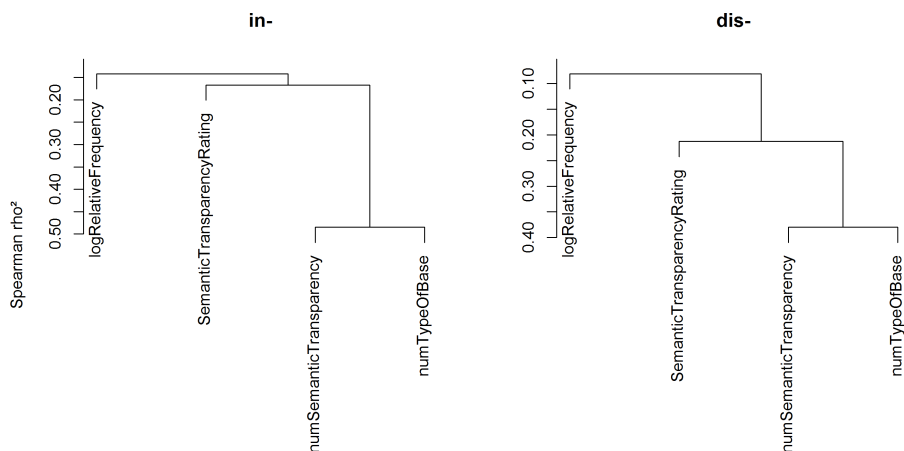 in-
Spearman rho²
0.20
0.30
0.40
0.50
logRelativeFrequency
SemanticTransparencyRating
numSemanticTransparency
numTypeOfBase
dis-
0.10
0.20
0.30
0.40
logRelativeFrequency
SemanticTransparencyRating
numSemanticTransparency
numTypeOfBase